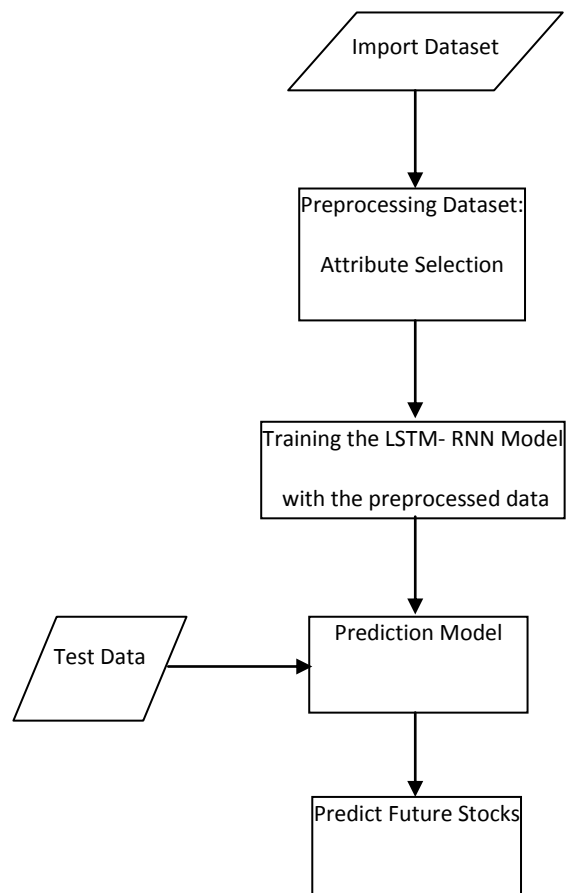 Import Dataset
Preprocessing Dataset:
Attribute Selection
Training the LSTM- RNN Model
with the preprocessed data
Prediction Model
Test Data
Predict Future Stocks